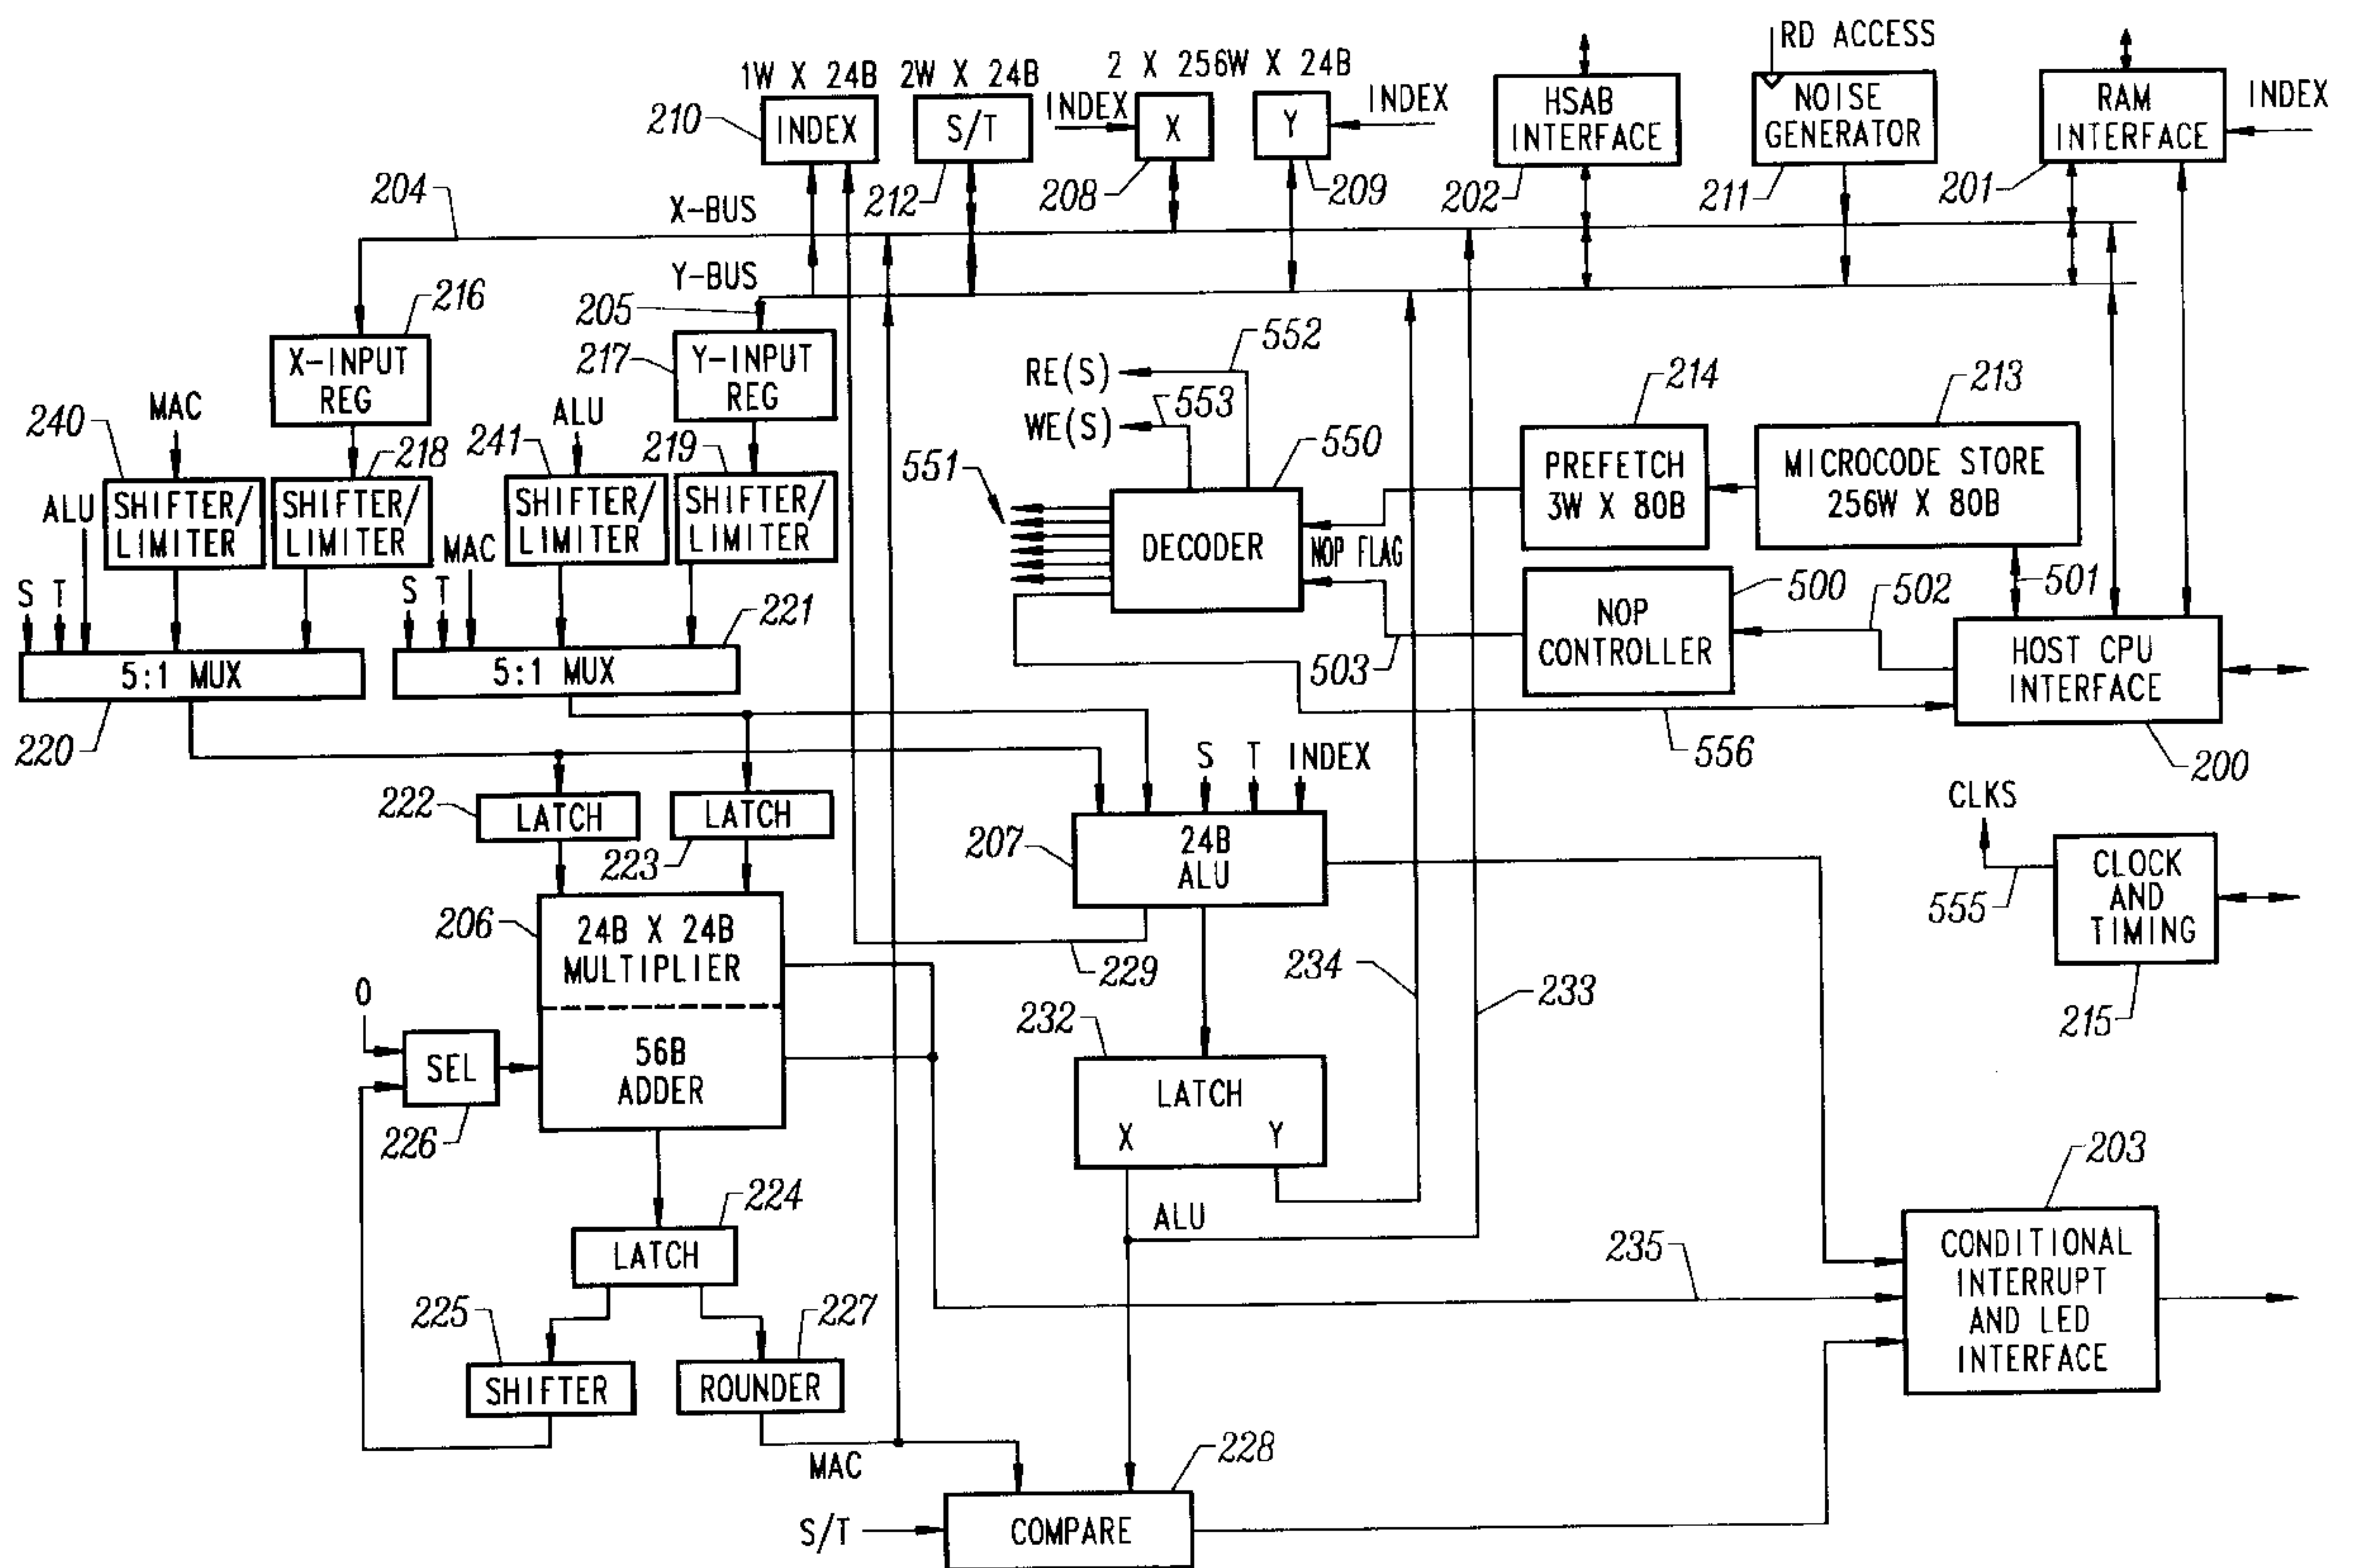 RD ACCESS
1W X 24B
2W X 24B
2 X 256W X 24B
210
INDEX
S/T
INDEX
X
Y
INDEX
HSAB
INTERFACE
NOISE
GENERATOR
RAM
INTERFACE
INDEX
204
X-BUS
212
208
209
202
211
201
Y-BUS
205
216
X-INPUT
REG
217
Y-INPUT
REG
552
RE(S)
553
WE(S)
214
213
240
MAC
218
241
ALU
219
551
550
PREFETCH
3W X 80B
MICROCODE STORE
256W X 80B
ALU
SHIFTER/
LIMITER
SHIFTER/
LIMITER
MAC
SHIFTER/
LIMITER
SHIFTER/
LIMITER
DECODER
NOP FLAG
S
T
S
T
221
500
501
502
NOP
CONTROLLER
503
HOST CPU
INTERFACE
5:1 MUX
5:1 MUX
220
556
200
S
T
INDEX
222
LATCH
LATCH
223
207
24B
ALU
CLKS
555
CLOCK
AND
TIMING
215
206
24B X 24B
MULTIPLIER
229
234
233
0
SEL
226
56B
ADDER
232
LATCH
X
Y
ALU
203
224
LATCH
235
CONDITIONAL
INTERRUPT
AND LED
INTERFACE
225
227
SHIFTER
ROUNDER
MAC
228
S/T
COMPARE